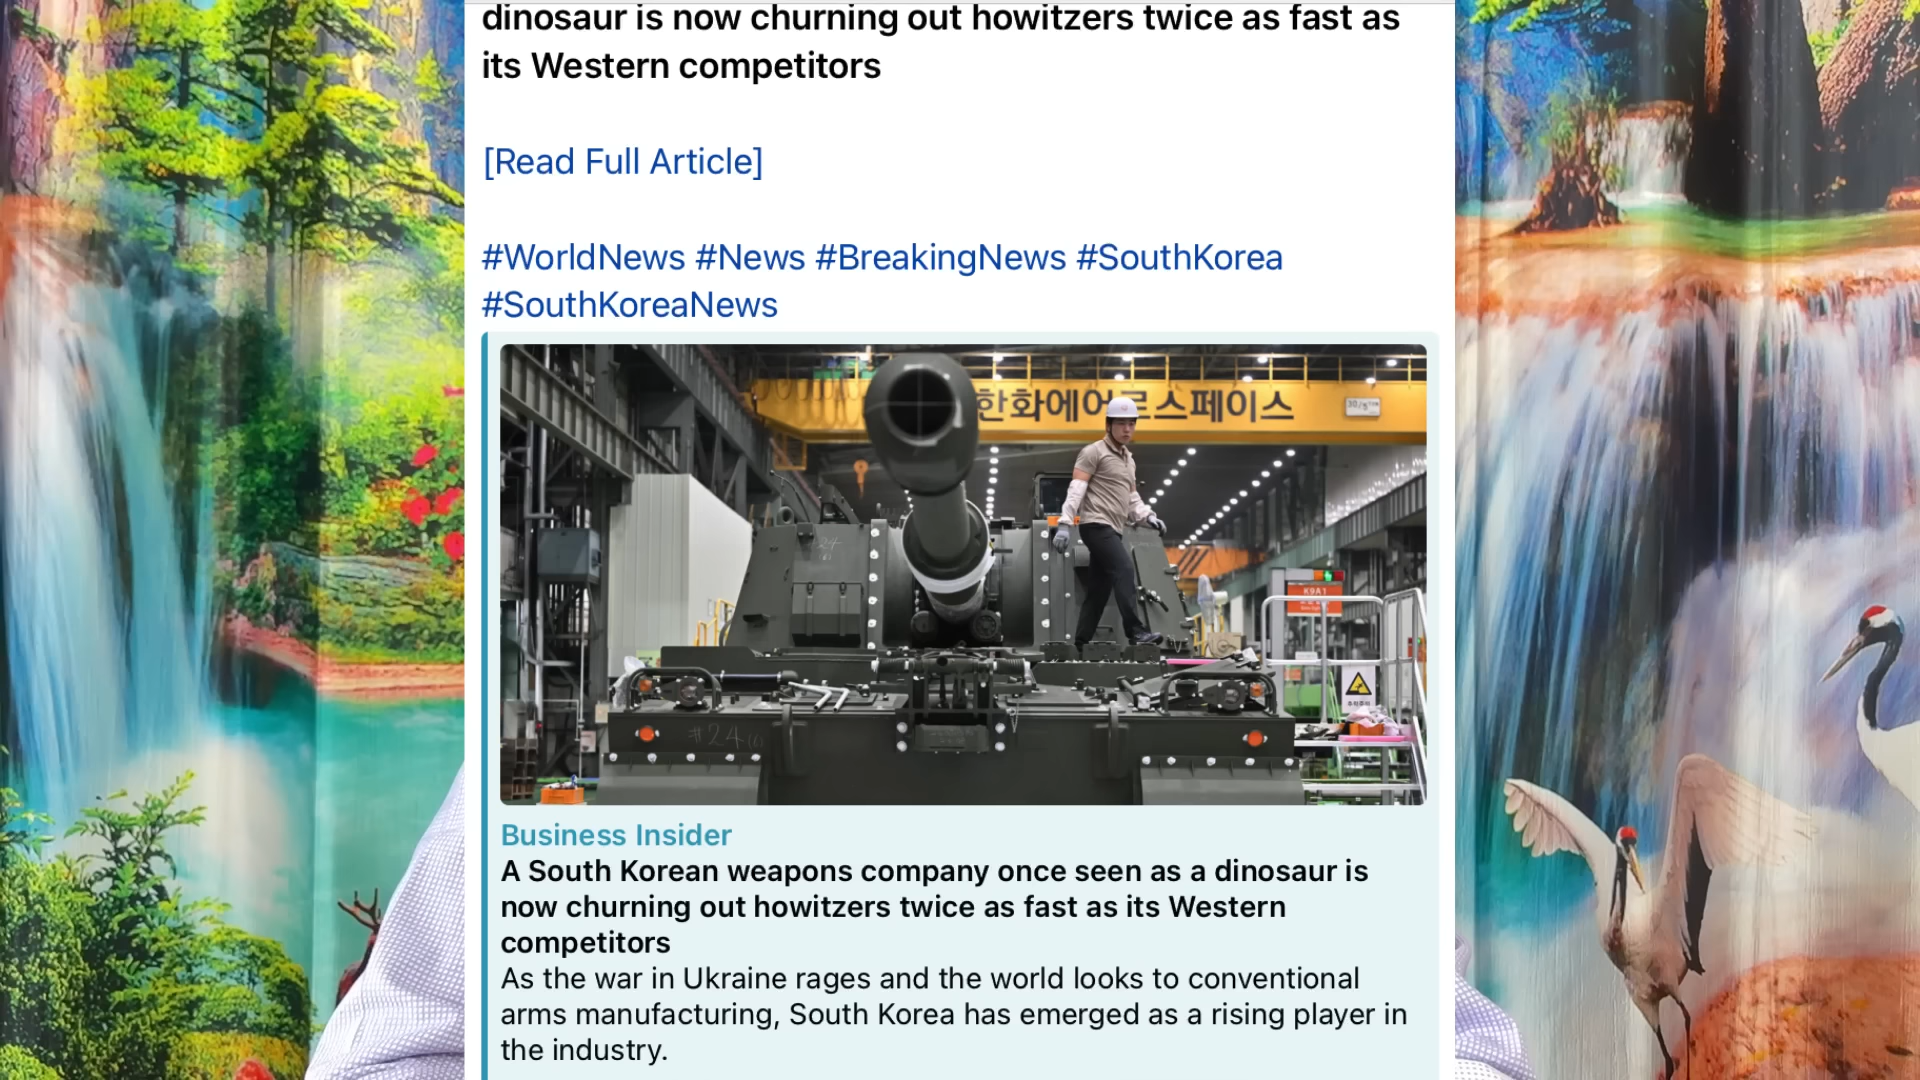 dinosaur is now churning out howitzers twice as fast as
its Western competitors
[Read Full Article]
#WorldNews #News #BreakingNews #SouthKorea
#SouthKoreaNews
한화에어로스페이스
30/5
K9A1
24
#24
Business Insider
A South Korean weapons company once seen as a dinosaur is
now churning out howitzers twice as fast as its Western
competitors
As the war in Ukraine rages and the world looks to conventional
arms manufacturing, South Korea has emerged as a rising player in
the industry.